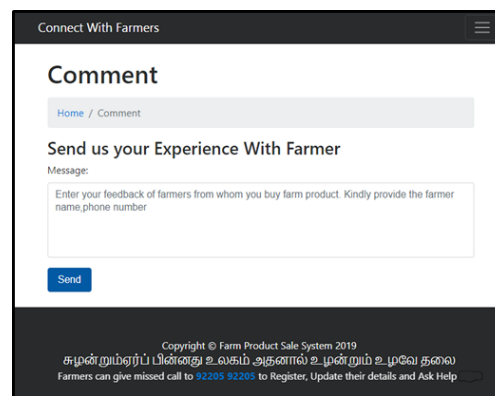 Connect With Farmers
Comment
Home / Comment
Send us your Experience With Farmer
Message:
Enter your feedback of farmers from whom you buy farm product. Kindly provide the farmer
name,phone number
Send
Copyright © Farm Product Sale System 2019
சுழன்றும்ஏர்ப் பின்னது உலகம் அதனால் உழன்றும் உழவே தலை
Farmers can give missed call to 92205 92205 to Register, Update their details and Ask Help